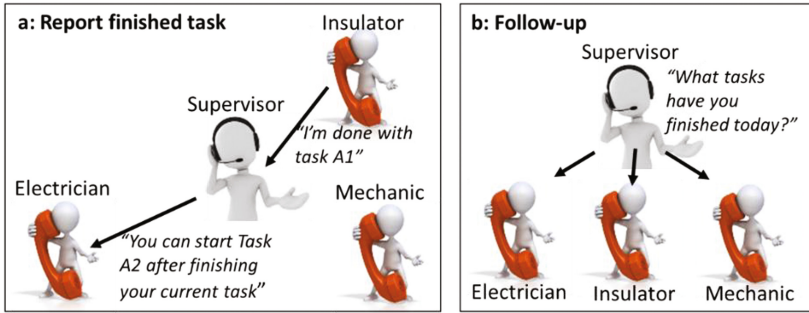 a: Report finished task
Insulator
Supervisor
"I'm done with
task A1"
Electrician
Mechanic
"You can start Task
A2 after finishing
your current task"
b: Follow-up
Supervisor
"What tasks
have you
finished today?"
Electrician
Insulator
Mechanic